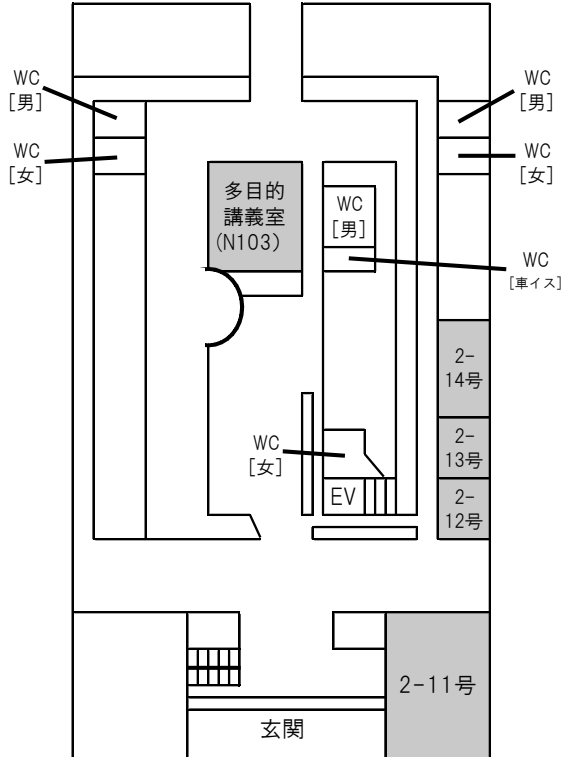 WC
[男]
WC
[女]
WC
[男]
WC
[女]
多目的
講義室
(N103)
WC
[男]
WC
[車イス]
2-
14号
2-
13号
2-
12号
WC
[女]
EV
2-11号
玄関